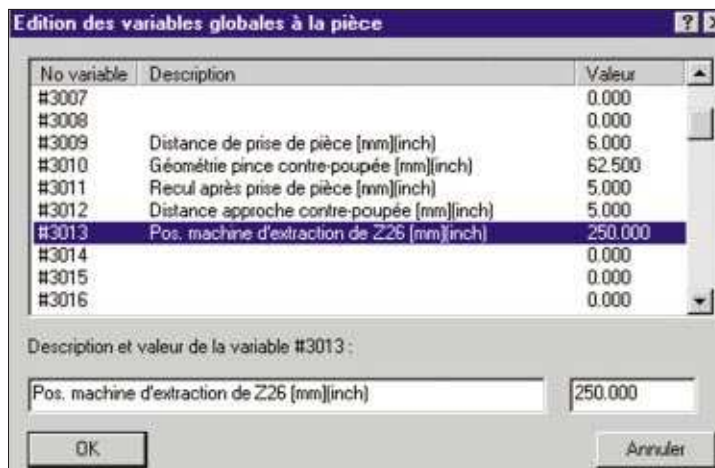 Edition des variables globales à la pièce
No variable Description Valeur
#3007 0.000
#3008 0.000
#3009 Distance de prise de pièce [mm](inch) 6.000
#3010 Géométrie pince contre-poupée [mm](inch) 62.500
#3011 Recul après prise de pièce [mm](inch) 5.000
#3012 Distance approche contre-poupée [mm](inch) 5.000
#3013 Pos. machine d'extraction de Z26 [mm](inch) 250.000
#3014 0.000
#3015 0.000
#3016 0.000
Description et valeur de la variable #3013 :
Pos. machine d'extraction de Z26 [mm](inch) 250.000
OK Annuler